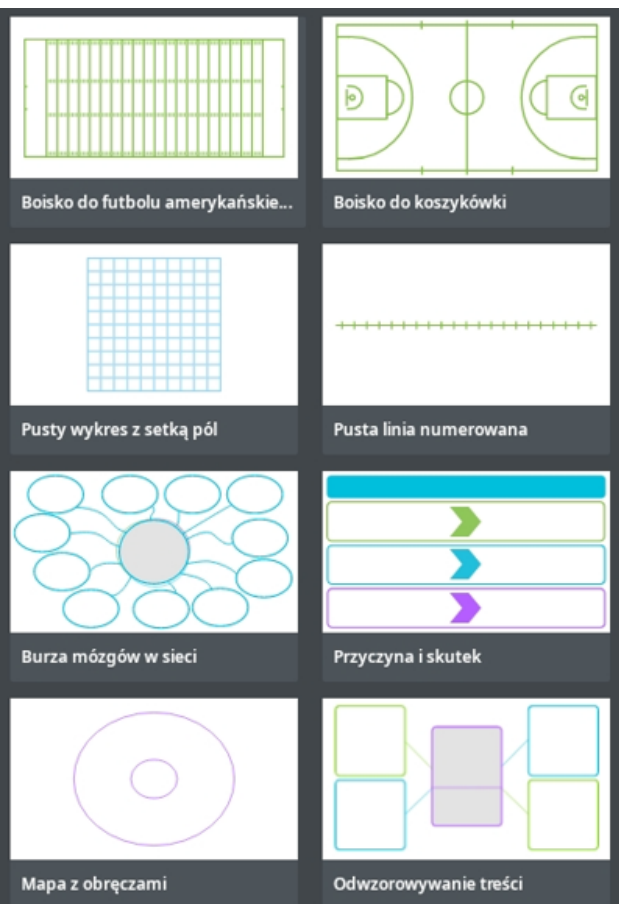 Boisko do futbolu amerykańskie...
Boisko do koszykówki
Pusty wykres z setką pól
Pusta linia numerowana
Burza mózgów w sieci
Przyczyna i skutek
Mapa z obręczami
Odwzorowywanie treści